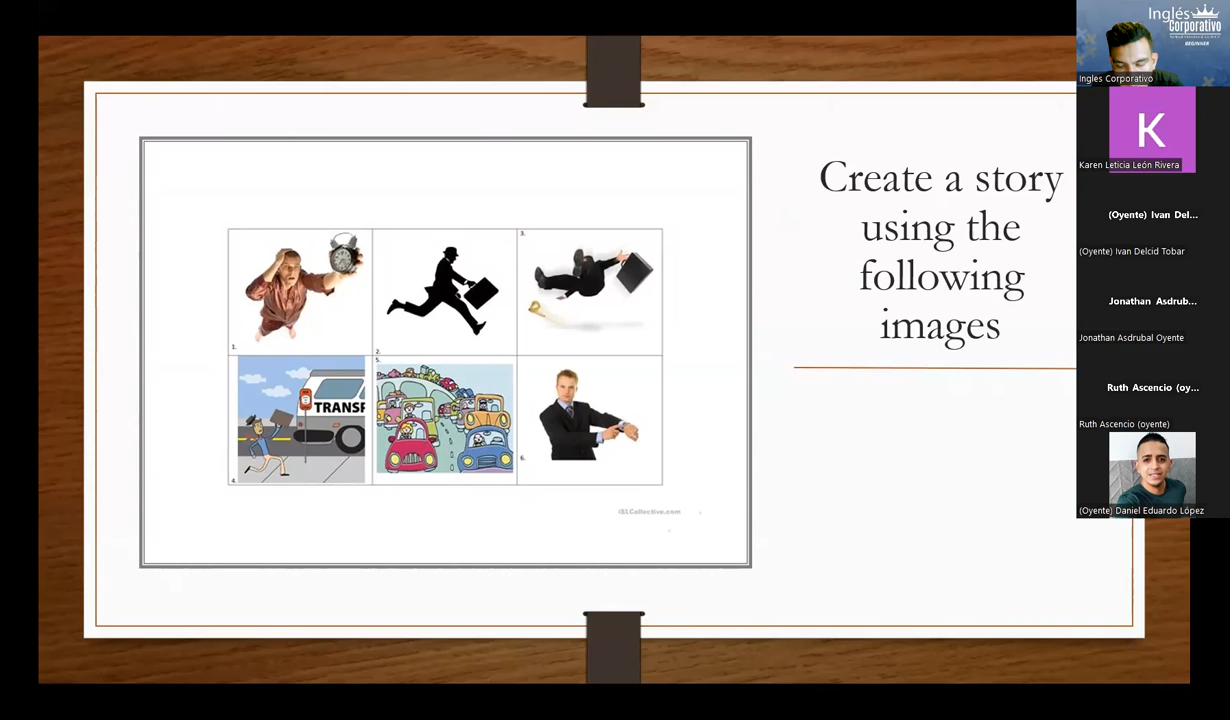 Create a story
using the
following
images
1.
2.
3.
4.
TRANSF
5.
6.
iSLCollective.com
Inglés
Corporativo
BEGINNER
Ingles Corporativo
K
Karen Leticia León Rivera
(Oyente) Ivan Del...
(Oyente) Ivan Delcid Tobar
Jonathan Asdrub...
Jonathan Asdrubal Oyente
Ruth Ascencio (oy...
Ruth Ascencio (oyente)
(Oyente) Daniel Eduardo López